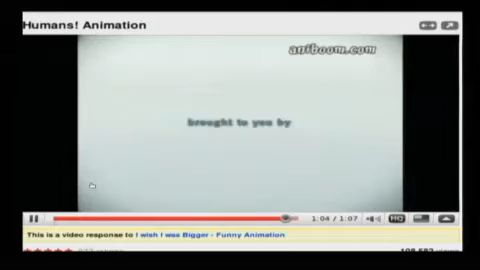 Humans! Animation
aniboom.com
brought to you by
1:04 / 1:07
HQ
This is a video response to I wish I was Bigger - Funny Animation